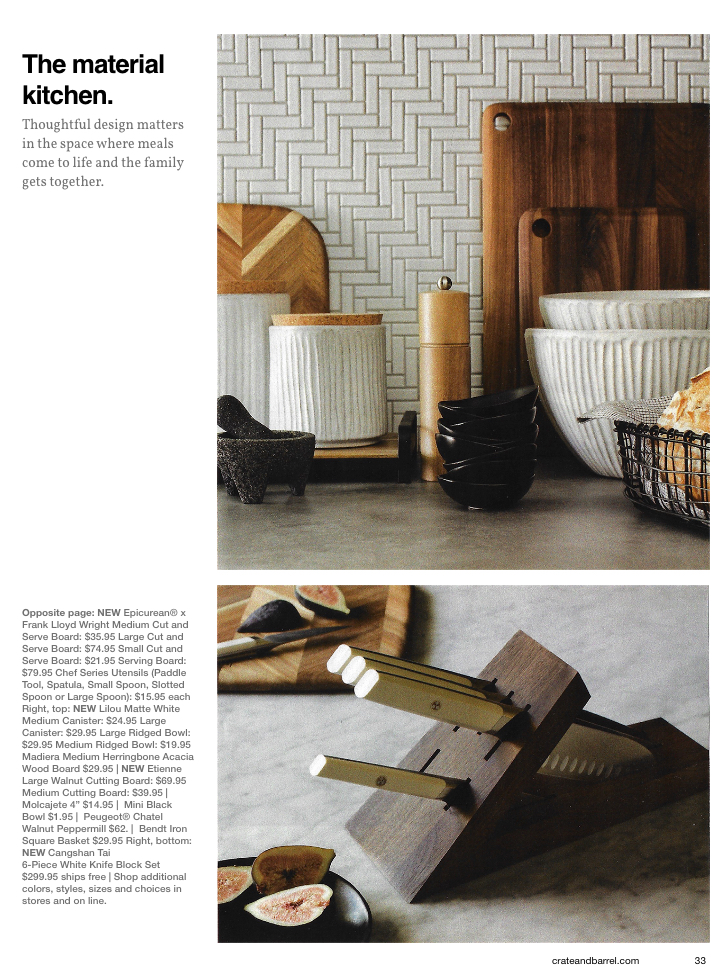 The material
kitchen.
Thoughtful design matters
in the space where meals
come to life and the family
gets together.
Opposite page: NEW Epicurean® x
Frank Lloyd Wright Medium Cut and
Serve Board: $35.95 Large Cut and
Serve Board: $74.95 Small Cut and
Serve Board: $21.95 Serving Board:
$79.95 Chef Series Utensils (Paddle
Tool, Spatula, Small Spoon, Slotted
Spoon or Large Spoon): $15.95 each
Right, top: NEW Lilou Matte White
Medium Canister: $24.95 Large
Canister: $29.95 Large Ridged Bowl:
$29.95 Medium Ridged Bowl: $19.95
Madiera Medium Herringbone Acacia
Wood Board $29.95 | NEW Etienne
Large Walnut Cutting Board: $69.95
Medium Cutting Board: $39.95 |
Molcajete 4" $14.95 | Mini Black
Bowl $1.95 | Peugeot® Chatel
Walnut Peppermill $62. | Bendt Iron
Square Basket $29.95 Right, bottom:
NEW Cangshan Tai
6-Piece White Knife Block Set
$299.95 ships free | Shop additional
colors, styles, sizes and choices in
stores and on line.
crateandbarrel.com 33